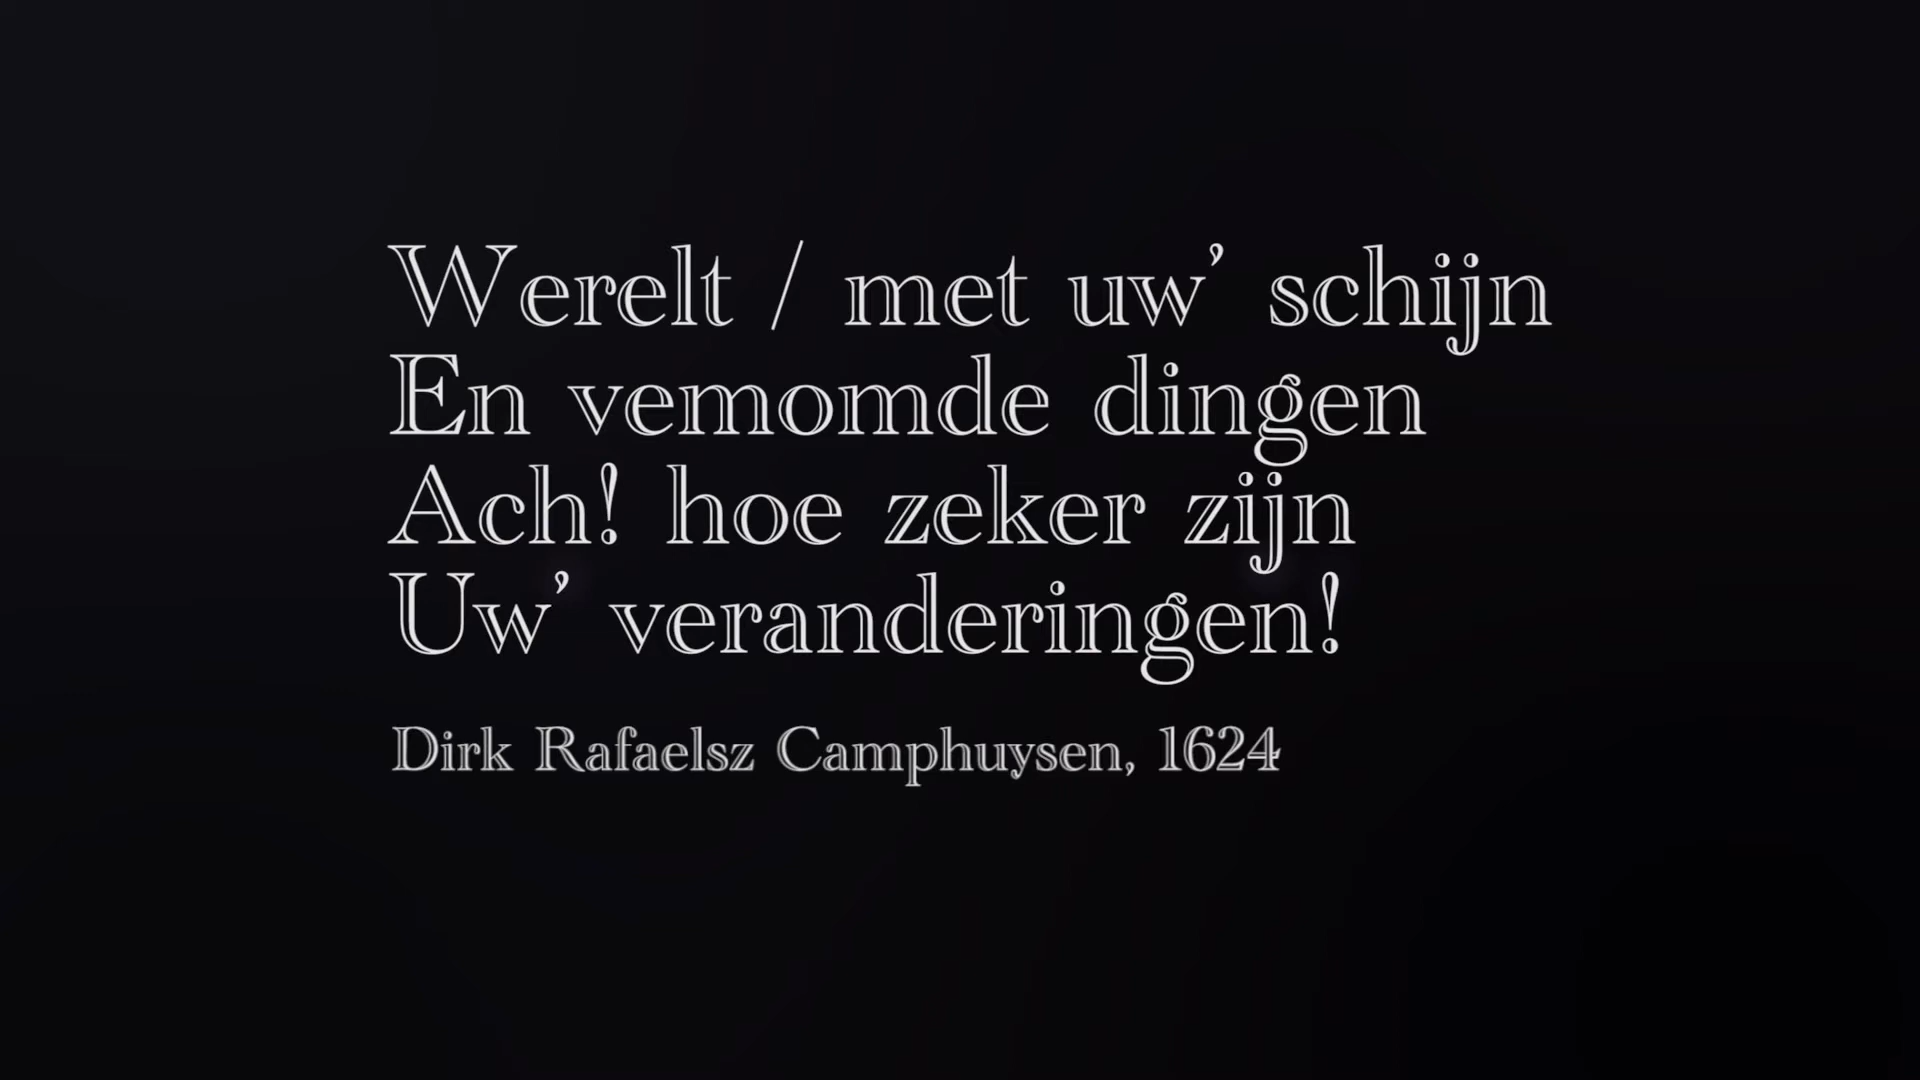 Werelt / met uw’ schijn
En vemomde dingen
Ach! hoe zeker zijn
Uw’ veranderingen!
Dirk Rafaelsz Camphuysen, 1624